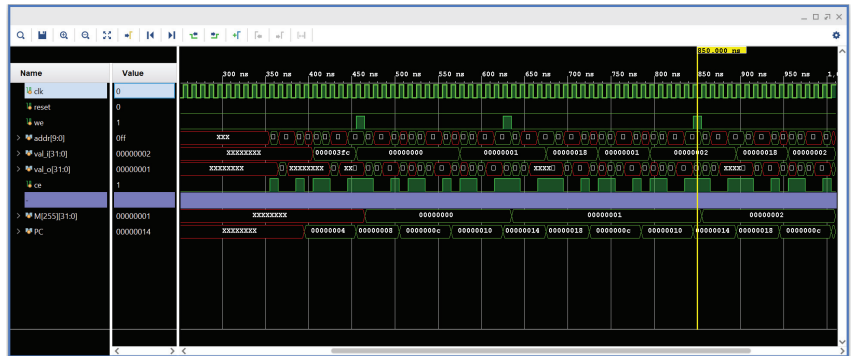 850.000 ns
Name Value
300 ns 350 ns 400 ns 450 ns 500 ns 550 ns 600 ns 650 ns 700 ns 750 ns 800 ns 850 ns 900 ns 950 ns 1,
clk 0
reset 0
we 1
addr[9:0] 0ff XXX
val_i[31:0] 00000002 XXXXXXXX 000003fc 00000000 00000001 00000018 00000001 00000002 00000018 00000002
val_o[31:0] 00000001 XXXXXXXX XXXXXXXX
ce 1
M[255][31:0] 00000001 XXXXXXXX 00000000 00000001 00000002
PC 00000014 XXXXXXXX 00000004 00000008 0000000c 00000010 00000014 00000018 0000000c 00000010 00000014 00000018 0000000c